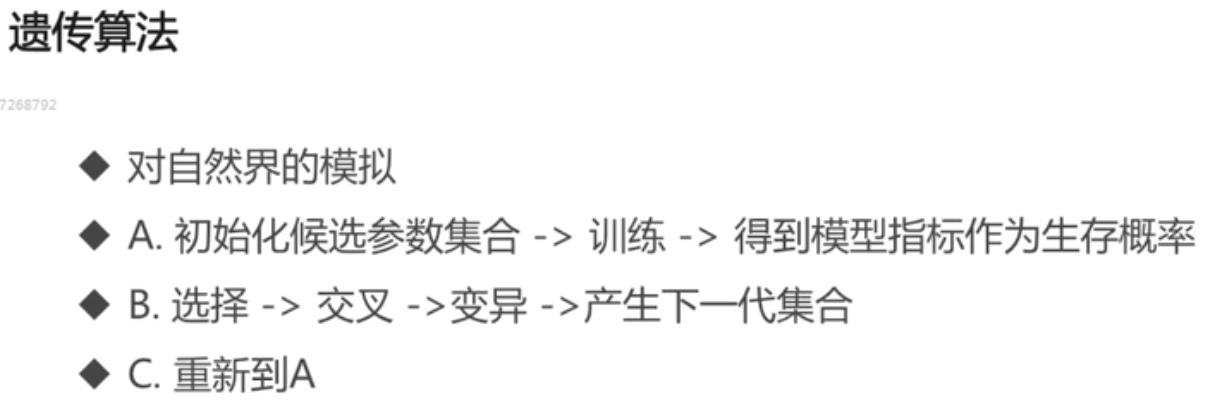 遗传算法
7268792
◆ 对自然界的模拟
◆ A. 初始化候选参数集合 -> 训练 -> 得到模型指标作为生存概率
◆ B. 选择 -> 交叉 ->变异 ->产生下一代集合
◆ C. 重新到A